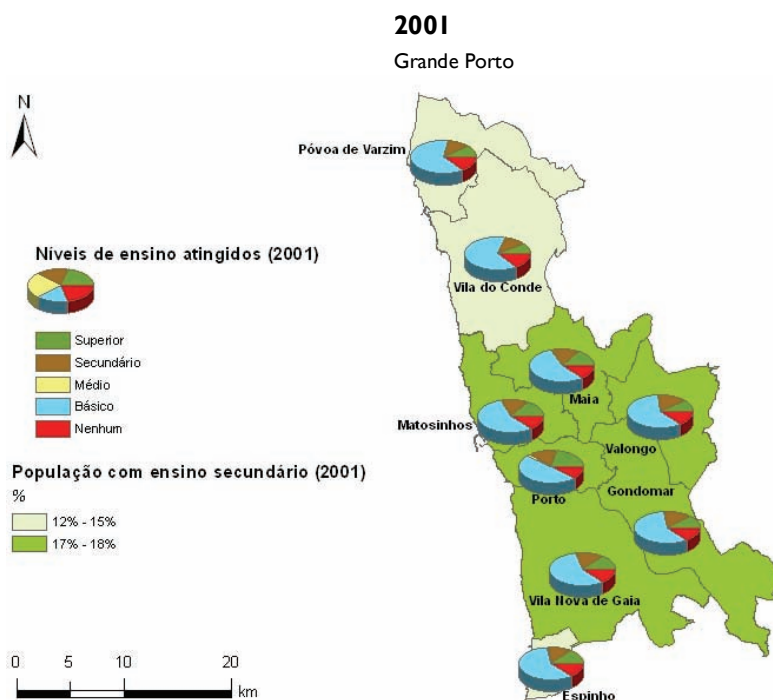 2001
Grande Porto
N
Póvoa de Varzim
Níveis de ensino atingidos (2001)
Superior
Secundário
Médio
Básico
Nenhum
População com ensino secundário (2001)
%
12% - 15%
17% - 18%
Vila do Conde
Maia
Matosinhos
Valongo
Porto
Gondomar
Vila Nova de Gaia
Espinho
0 5 10 20
km